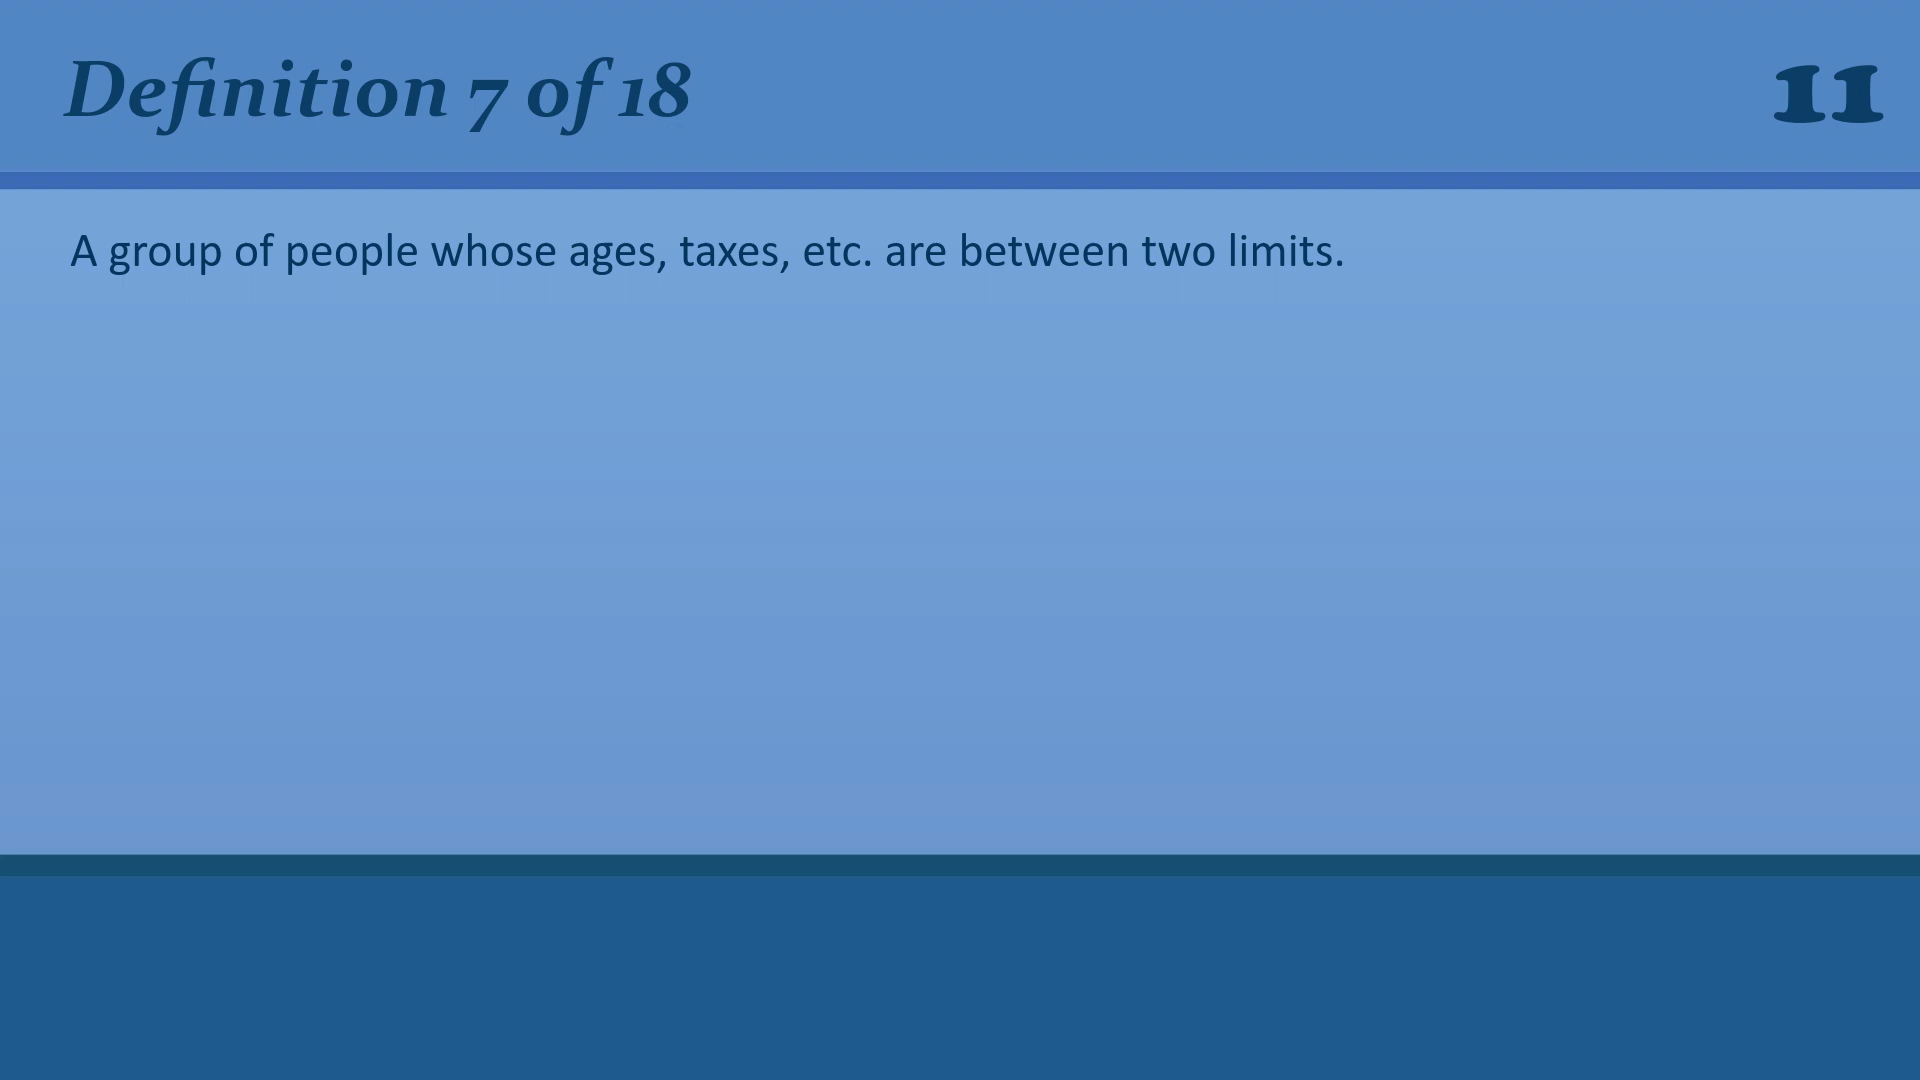 Definition 7 of 18
11
A group of people whose ages, taxes, etc. are between two limits.